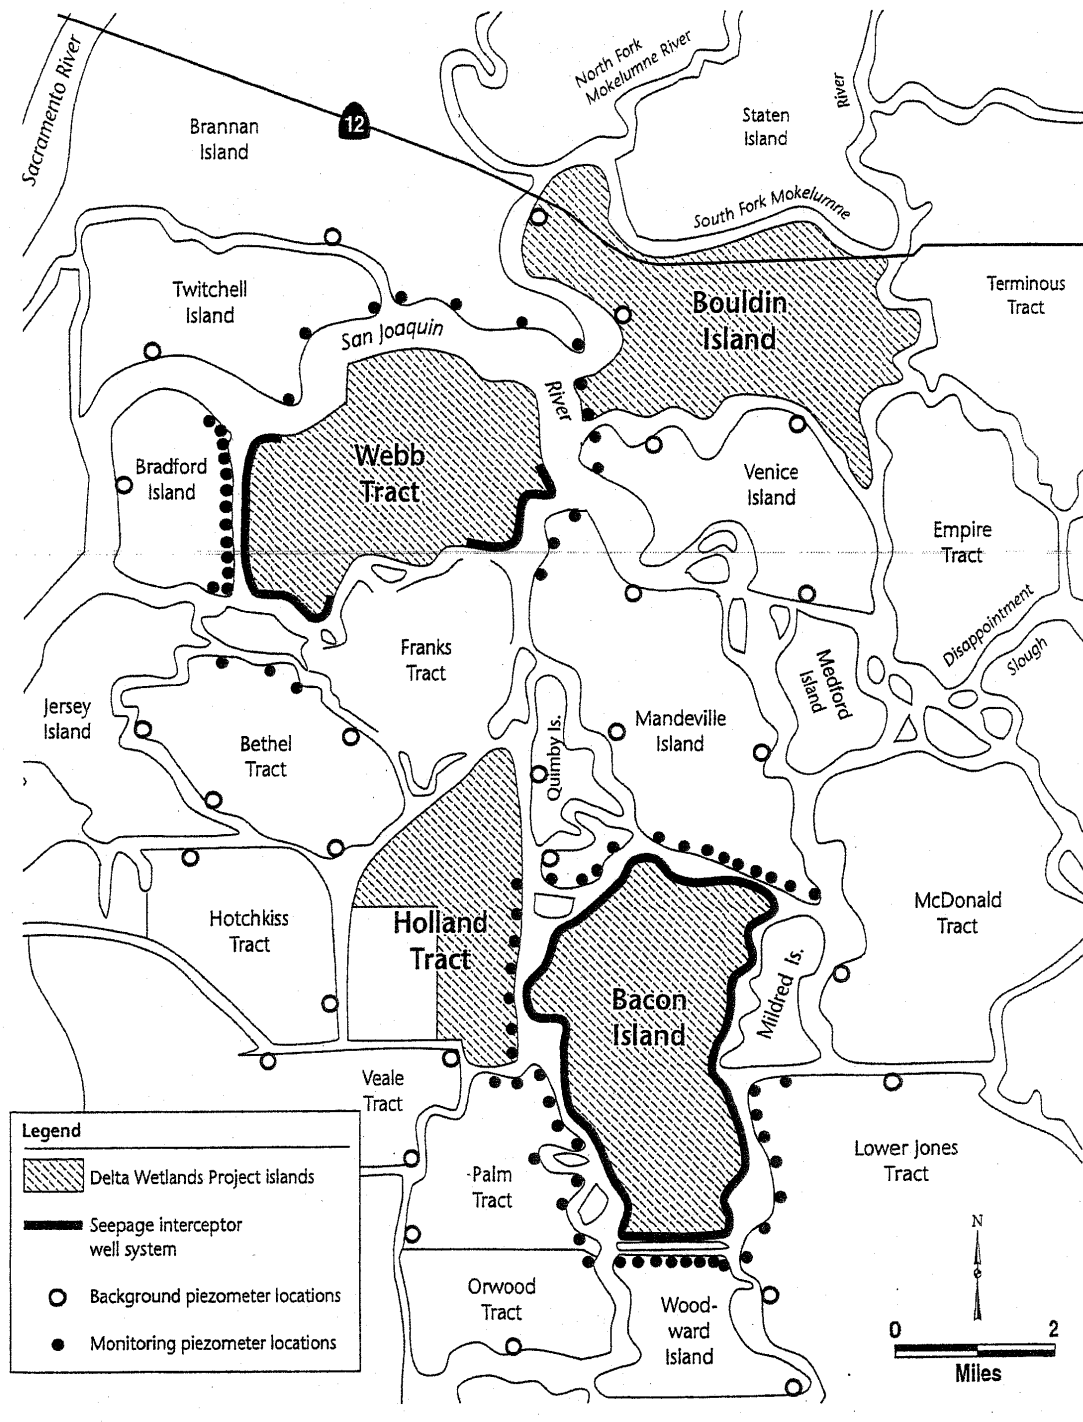 Sacramento River
12
Brannan
Island
North Fork
Mokelumne River
River
Staten
Island
South Fork Mokelumne
Twitchell
Island
San Joaquin
River
Bouldin
Island
Terminous
Tract
Bradford
Island
Webb
Tract
Venice
Island
Empire
Tract
Disappointment
Slough
Franks
Tract
Medford
Island
Jersey
Island
Bethel
Tract
Quimby Is.
Mandeville
Island
Hotchkiss
Tract
Holland
Tract
McDonald
Tract
Bacon
Island
Mildred Is.
Veale
Tract
Palm
Tract
Lower Jones
Tract
Orwood
Tract
Wood-
ward
Island
Legend
Delta Wetlands Project islands
Seepage interceptor
well system
Background piezometer locations
Monitoring piezometer locations
N
0 2
Miles